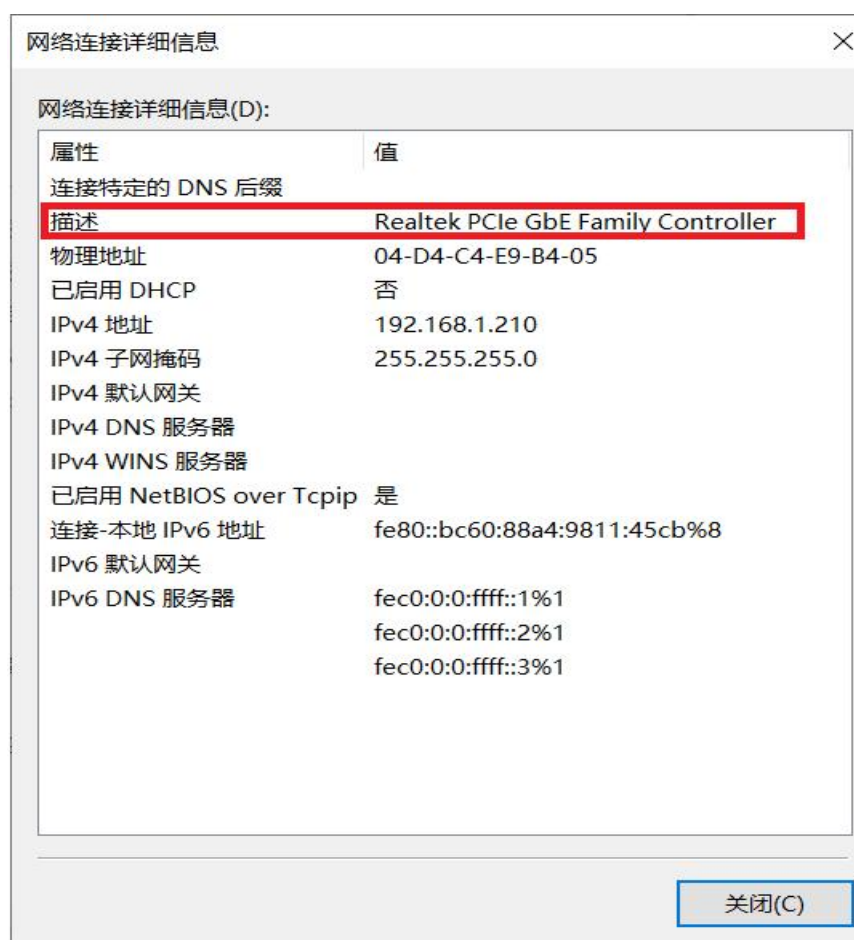 网络连接详细信息
网络连接详细信息(D):
属性 值
连接特定的 DNS 后缀
描述 Realtek PCIe GbE Family Controller
物理地址 04-D4-C4-E9-B4-05
已启用 DHCP 否
IPv4 地址 192.168.1.210
IPv4 子网掩码 255.255.255.0
IPv4 默认网关
IPv4 DNS 服务器
IPv4 WINS 服务器
已启用 NetBIOS over Tcpip 是
连接-本地 IPv6 地址 fe80::bc60:88a4:9811:45cb%8
IPv6 默认网关
IPv6 DNS 服务器 fec0:0:0:ffff::1%1
fec0:0:0:ffff::2%1
fec0:0:0:ffff::3%1
关闭(C)